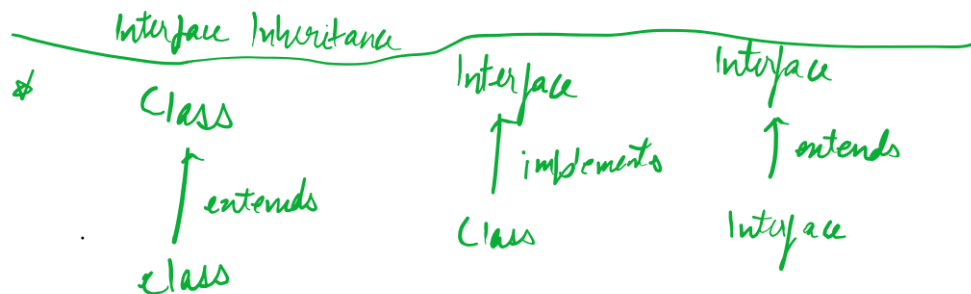 Interface Inheritance
Class Interface Interface
extends implements extends
class Class Interface